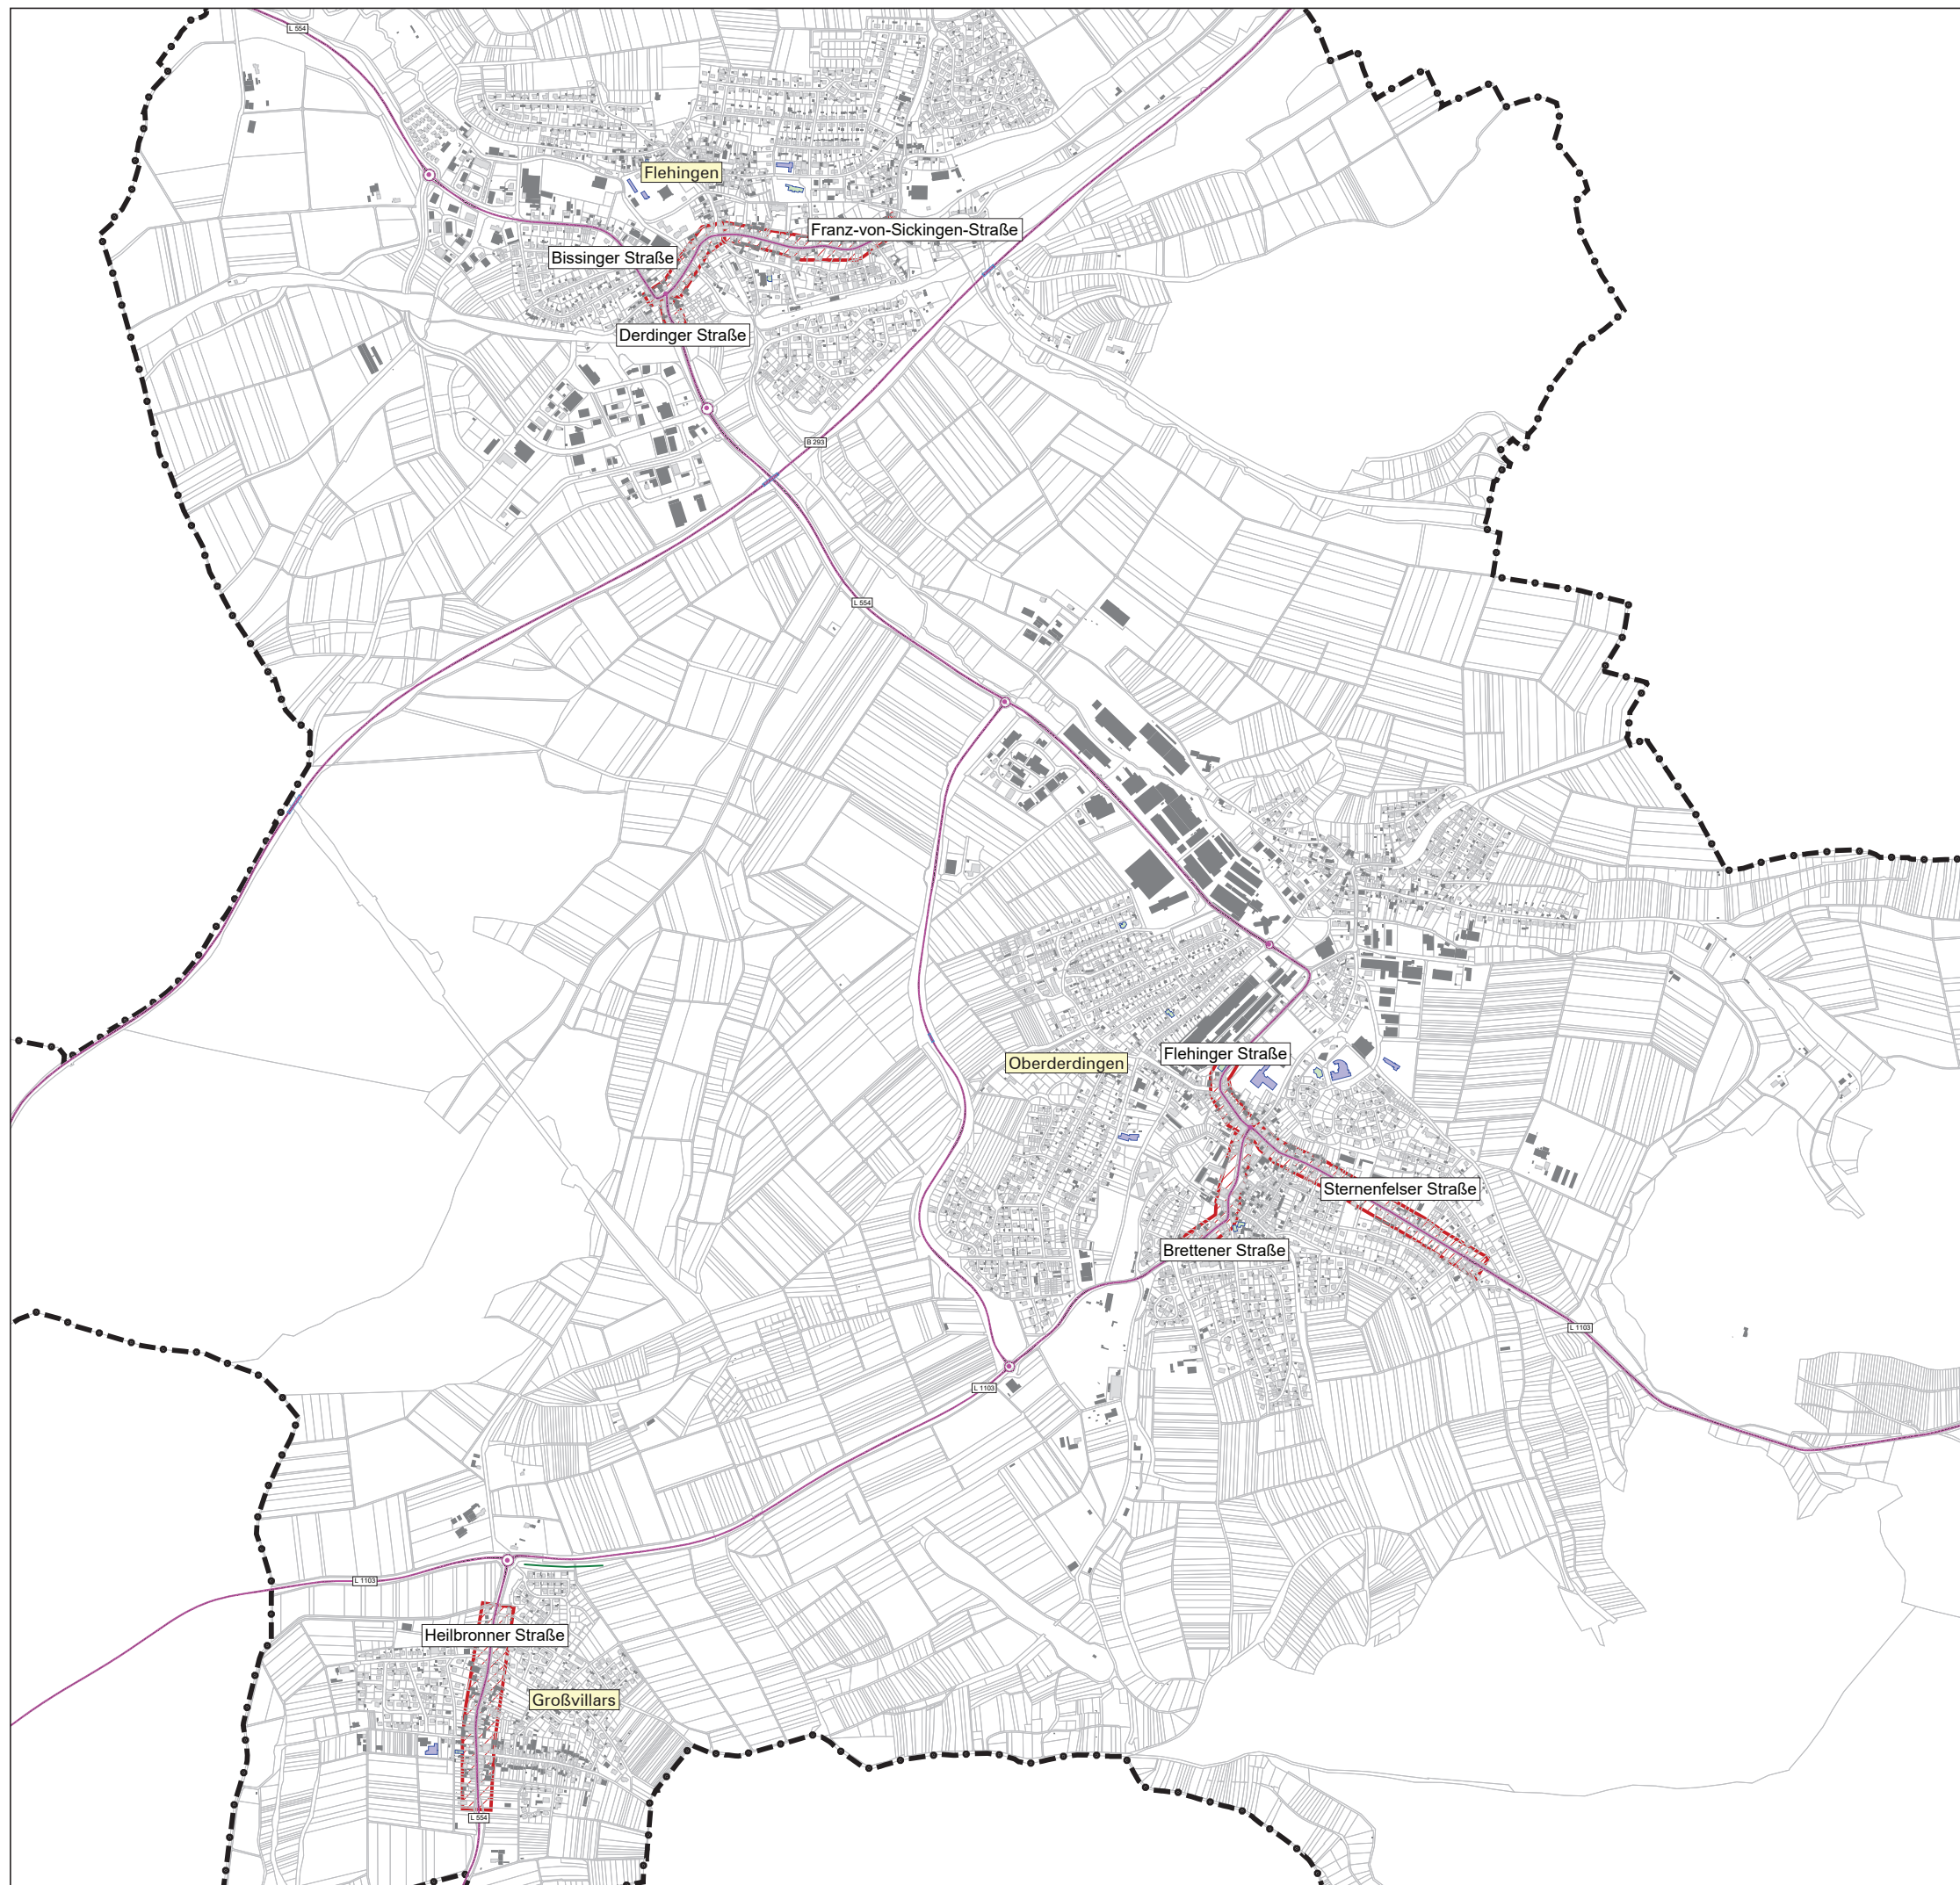 L 554
Flehingen
Franz-von-Sickingen-Straße
Bissinger Straße
Derdinger Straße
B 293
L 554
Flehinger Straße
Oberderdingen
Sternenfelser Straße
Brettener Straße
L 1103
L 1103
L 1103
Heilbronner Straße
Großvillars
L 554